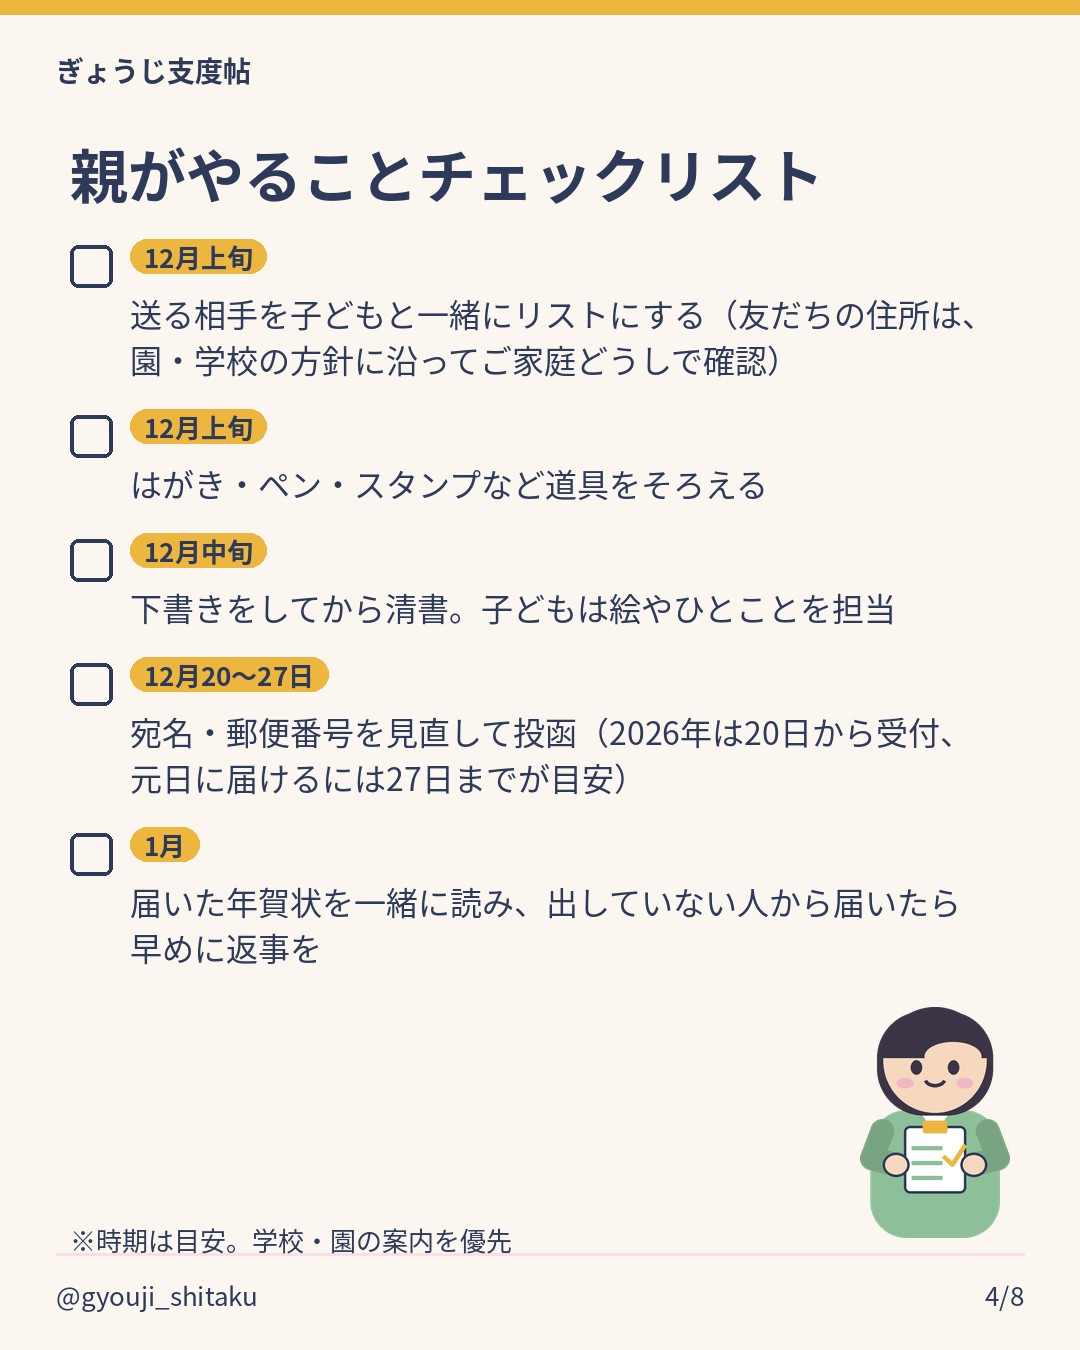 ぎょうじ支度帖
親がやることチェックリスト
12月上旬
送る相手を子どもと一緒にリストにする（友だちの住所は、
園・学校の方針に沿ってご家庭どうしで確認）
12月上旬
はがき・ペン・スタンプなど道具をそろえる
12月中旬
下書きをしてから清書。子どもは絵やひとことを担当
12月20〜27日
宛名・郵便番号を見直して投函（2026年は20日から受付、
元日に届けるには27日までが目安）
1月
届いた年賀状を一緒に読み、出していない人から届いたら
早めに返事を
※時期は目安。学校・園の案内を優先
@gyouji_shitaku
4/8